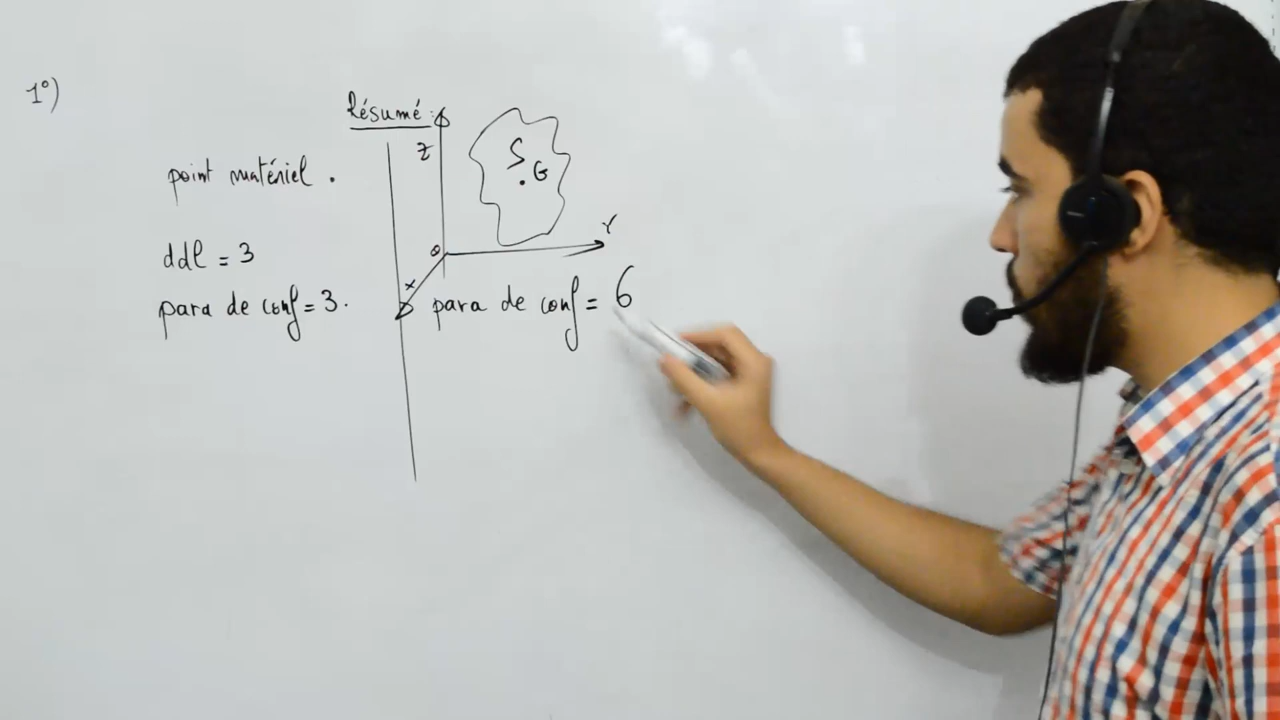 1°)
Résumé:
point matériel.
ddl = 3
para de conf = 3.
Z
S
.G
O
Y
X
para de conf = 6